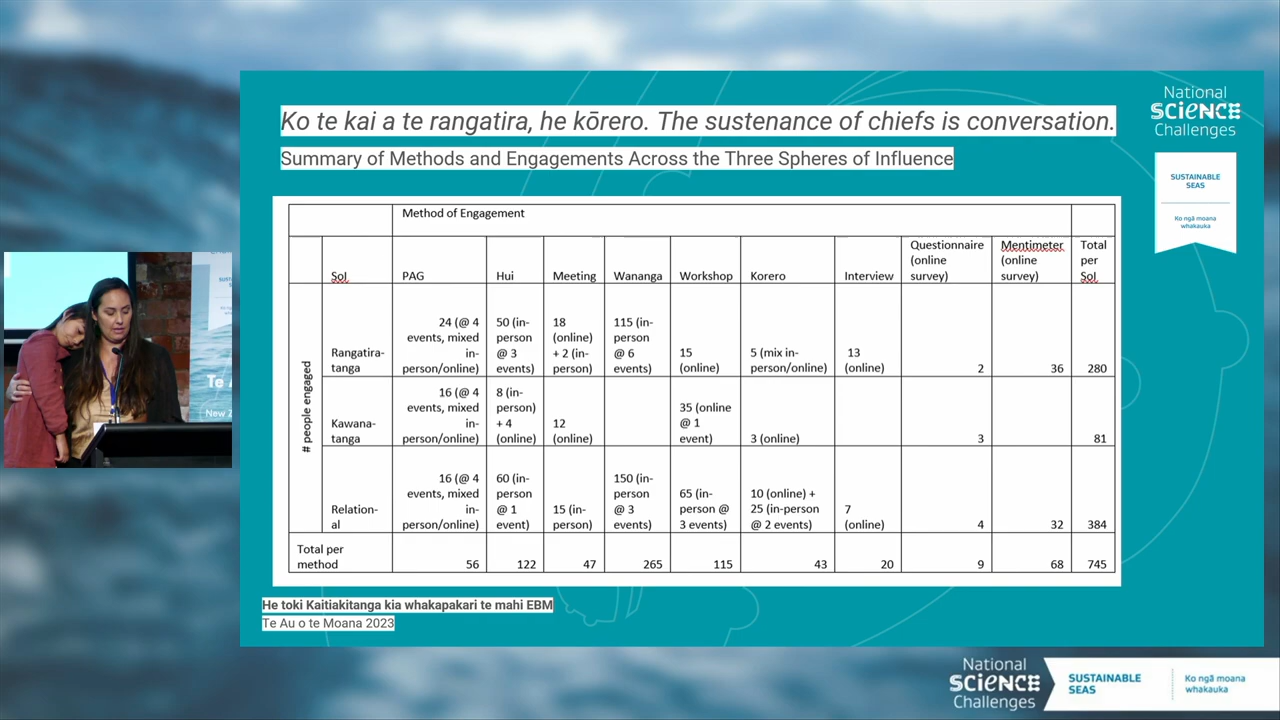 Ko te kai a te rangatira, he kōrero. The sustenance of chiefs is conversation.
Summary of Methods and Engagements Across the Three Spheres of Influence
National
SCiENCE
Challenges
SUSTAINABLE
SEAS
Ko ngā moana
whakauka
Method of Engagement
# people engaged
SoI
PAG
Hui
Meeting
Wananga
Workshop
Korero
Interview
Questionnaire
(online
survey)
Mentimeter
(online
survey)
Total
per
SoI
Rangatira-
tanga
24 (@ 4
events, mixed
in-
person/online)
50 (in-
person
@ 3
events)
18
(online)
+ 2 (in-
person)
115 (in-
person
@ 6
events)
15
(online)
5 (mix in-
person/online)
13
(online)
2
36
280
Kawana-
tanga
16 (@ 4
events, mixed
in-
person/online)
8 (in-
person)
+ 4
(online)
12
(online)
35 (online
@ 1
event)
3 (online)
3
81
Relation-
al
16 (@ 4
events, mixed
in-
person/online)
60 (in-
person
@ 1
event)
15 (in-
person)
150 (in-
person
@ 3
events)
65 (in-
person @
3 events)
10 (online) +
25 (in-person
@ 2 events)
7
(online)
4
32
384
Total per
method
56
122
47
265
115
43
20
9
68
745
He toki Kaitiakitanga kia whakapakari te mahi EBM
Te Au o te Moana 2023
Te A
New Z
National
SCiENCE
Challenges
SUSTAINABLE
SEAS
Ko ngā moana
whakauka